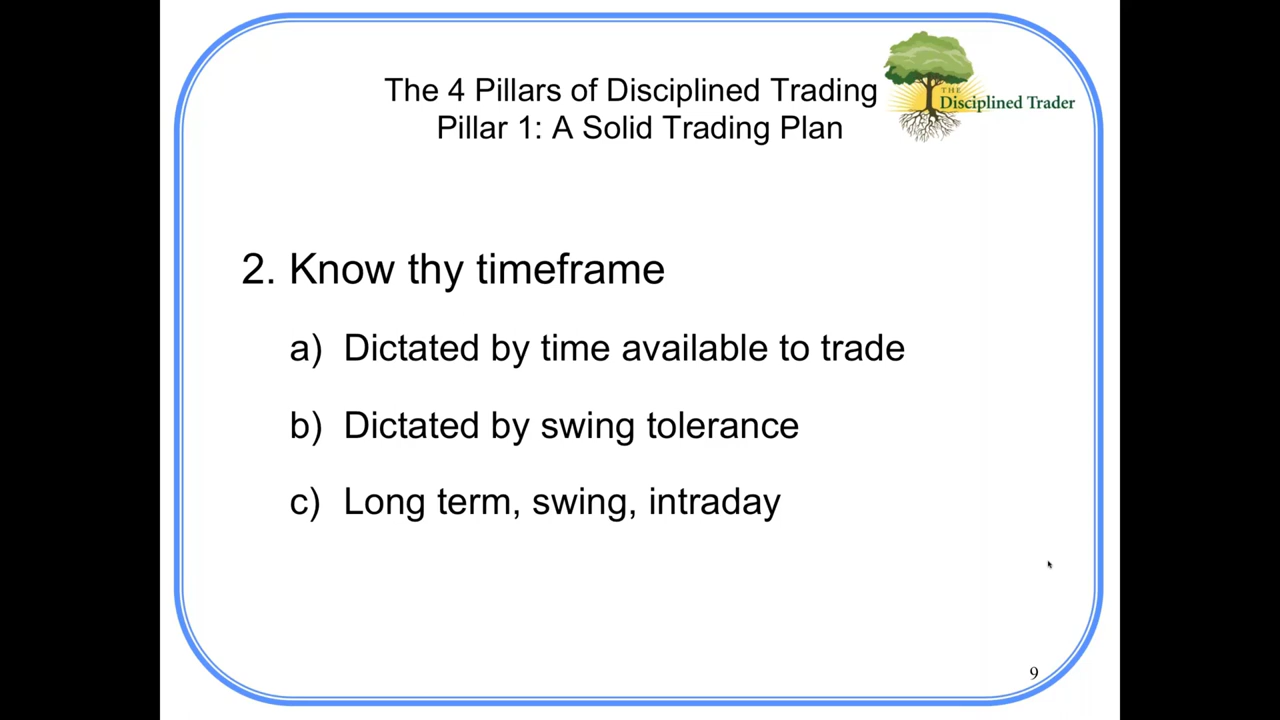 The 4 Pillars of Disciplined Trading
Pillar 1: A Solid Trading Plan
THE
Disciplined Trader
2. Know thy timeframe
a) Dictated by time available to trade
b) Dictated by swing tolerance
c) Long term, swing, intraday
9